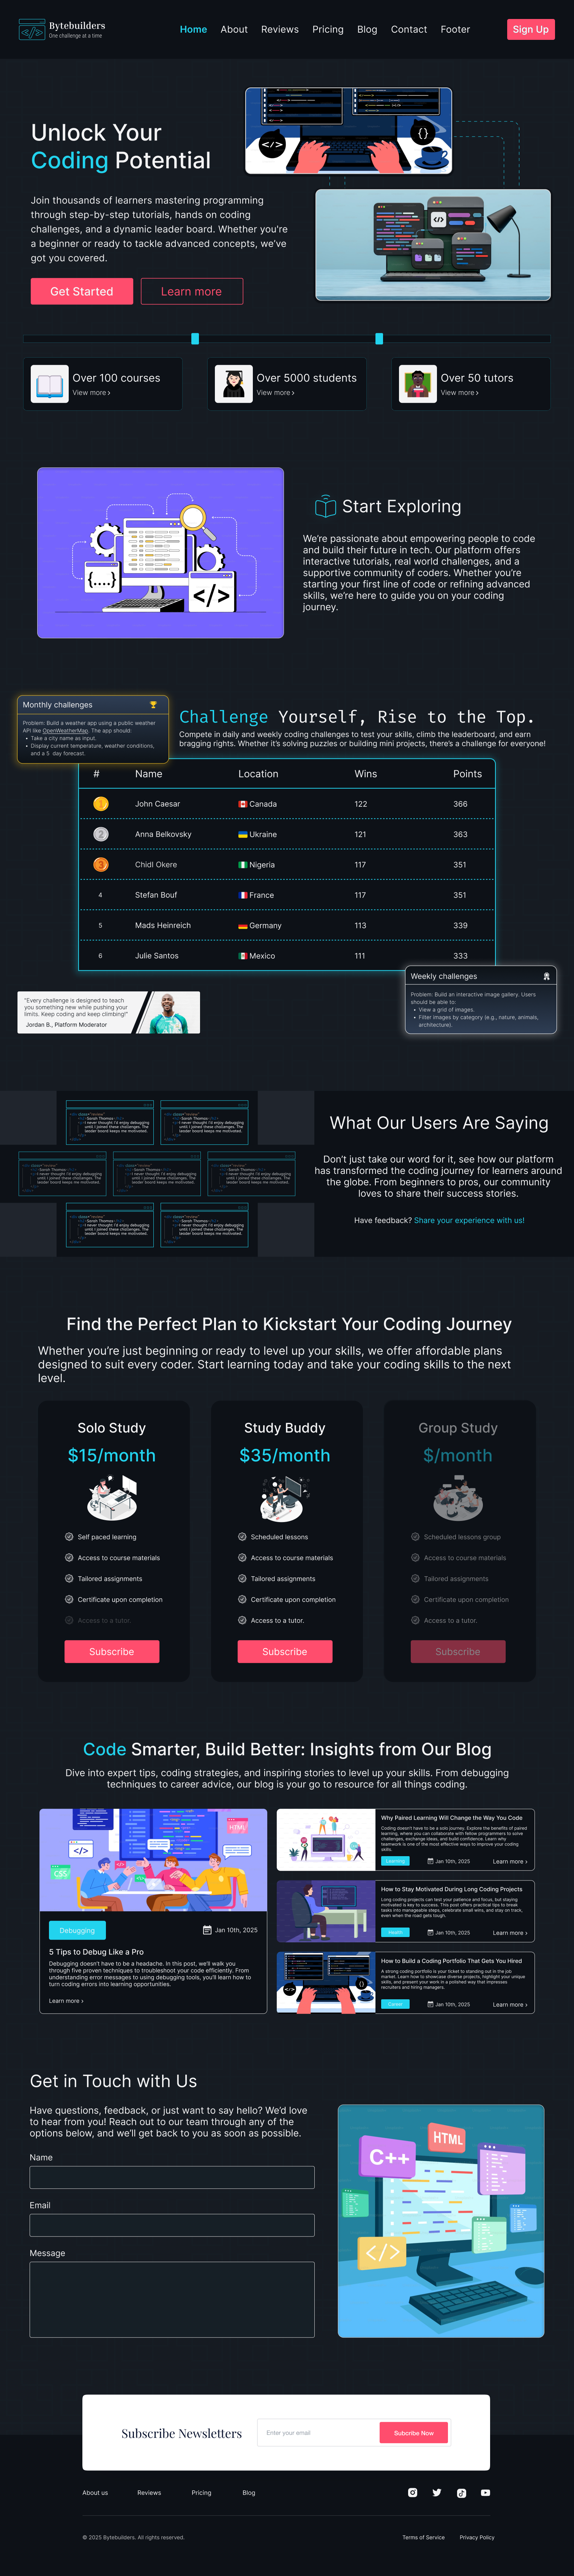 Bytebuilders
One challenge at a time
Home About Reviews Pricing Blog Contact Footer
Sign Up
Unlock Your
Coding Potential
Join thousands of learners mastering programming
through step-by-step tutorials, hands on coding
challenges, and a dynamic leader board. Whether you're
a beginner or ready to tackle advanced concepts, we've
got you covered.
Get Started
Learn more
Over 100 courses
View more ›
Over 5000 students
View more ›
Over 50 tutors
View more ›
{....}
</>
Start Exploring
We're passionate about empowering people to code
and build their future in tech. Our platform offers
interactive tutorials, real world challenges, and a
supportive community of coders. Whether you're
starting your first line of code or refining advanced
skills, we're here to guide you on your coding
journey.
Monthly challenges
Problem: Build a weather app using a public weather
API like OpenWeatherMap. The app should:
• Take a city name as input.
• Display current temperature, weather conditions,
and a 5 day forecast.
Challenge Yourself, Rise to the Top.
Compete in daily and weekly coding challenges to test your skills, climb the leaderboard, and earn
bragging rights. Whether it's solving puzzles or building mini projects, there's a challenge for everyone!
# Name Location Wins Points
1 John Caesar Canada 122 366
2 Anna Belkovsky Ukraine 121 363
3 Chidi Okere Nigeria 117 351
4 Stefan Bouf France 117 351
5 Mads Heinreich Germany 113 339
6 Julie Santos Mexico 111 333
Weekly challenges
Problem: Build an interactive image gallery. Users
should be able to:
• View a grid of images.
• Filter images by category (e.g., nature, animals,
architecture).
"Every challenge is designed to teach
you something new while pushing your
limits. Keep coding and keep climbing!"
Jordan B., Platform Moderator
What Our Users Are Saying
Don't just take our word for it, see how our platform
has transformed the coding journey for learners around
the globe. From beginners to pros, our community
loves to share their success stories.
Have feedback? Share your experience with us!
Find the Perfect Plan to Kickstart Your Coding Journey
Whether you're just beginning or ready to level up your skills, we offer affordable plans
designed to suit every coder. Start learning today and take your coding skills to the next
level.
Solo Study
$15/month
Self paced learning
Access to course materials
Tailored assignments
Certificate upon completion
Access to a tutor.
Subscribe
Study Buddy
$35/month
Scheduled lessons
Access to course materials
Tailored assignments
Certificate upon completion
Access to a tutor.
Subscribe
Group Study
$/month
Scheduled lessons group
Access to course materials
Tailored assignments
Certificate upon completion
Access to a tutor.
Subscribe
Code Smarter, Build Better: Insights from Our Blog
Dive into expert tips, coding strategies, and inspiring stories to level up your skills. From debugging
techniques to career advice, our blog is your go to resource for all things coding.
Debugging
Jan 10th, 2025
5 Tips to Debug Like a Pro
Debugging doesn't have to be a headache. In this post, we'll walk you
through five proven techniques to troubleshoot your code efficiently. From
understanding error messages to using debugging tools, you'll learn how to
turn coding errors into learning opportunities.
Learn more ›
Why Paired Learning Will Change the Way You Code
Coding doesn't have to be a solo journey. Explore the benefits of paired
learning, where you can collaborate with fellow programmers to solve
challenges, exchange ideas, and build confidence. Learn why
teamwork is one of the most effective ways to improve your coding
skills.
Learning
Jan 10th, 2025
Learn more ›
How to Stay Motivated During Long Coding Projects
Long coding projects can test your patience and focus, but staying
motivated is key to success. This post offers practical tips to break
tasks into manageable steps, celebrate small wins, and stay on track,
even when the road gets tough.
Health
Jan 10th, 2025
Learn more ›
How to Build a Coding Portfolio That Gets You Hired
A strong coding portfolio is your ticket to standing out in the job
market. Learn how to showcase diverse projects, highlight your unique
skills, and present your work in a polished way that impresses
recruiters and hiring managers.
Career
Jan 10th, 2025
Learn more ›
Get in Touch with Us
Have questions, feedback, or just want to say hello? We'd love
to hear from you! Reach out to our team through any of the
options below, and we'll get back to you as soon as possible.
Name
Email
Message
C++
HTML
</>
Subscribe Newsletters
Enter your email
Subcribe Now
About us Reviews Pricing Blog
© 2025 Bytebuilders. All rights reserved.
Terms of Service Privacy Policy